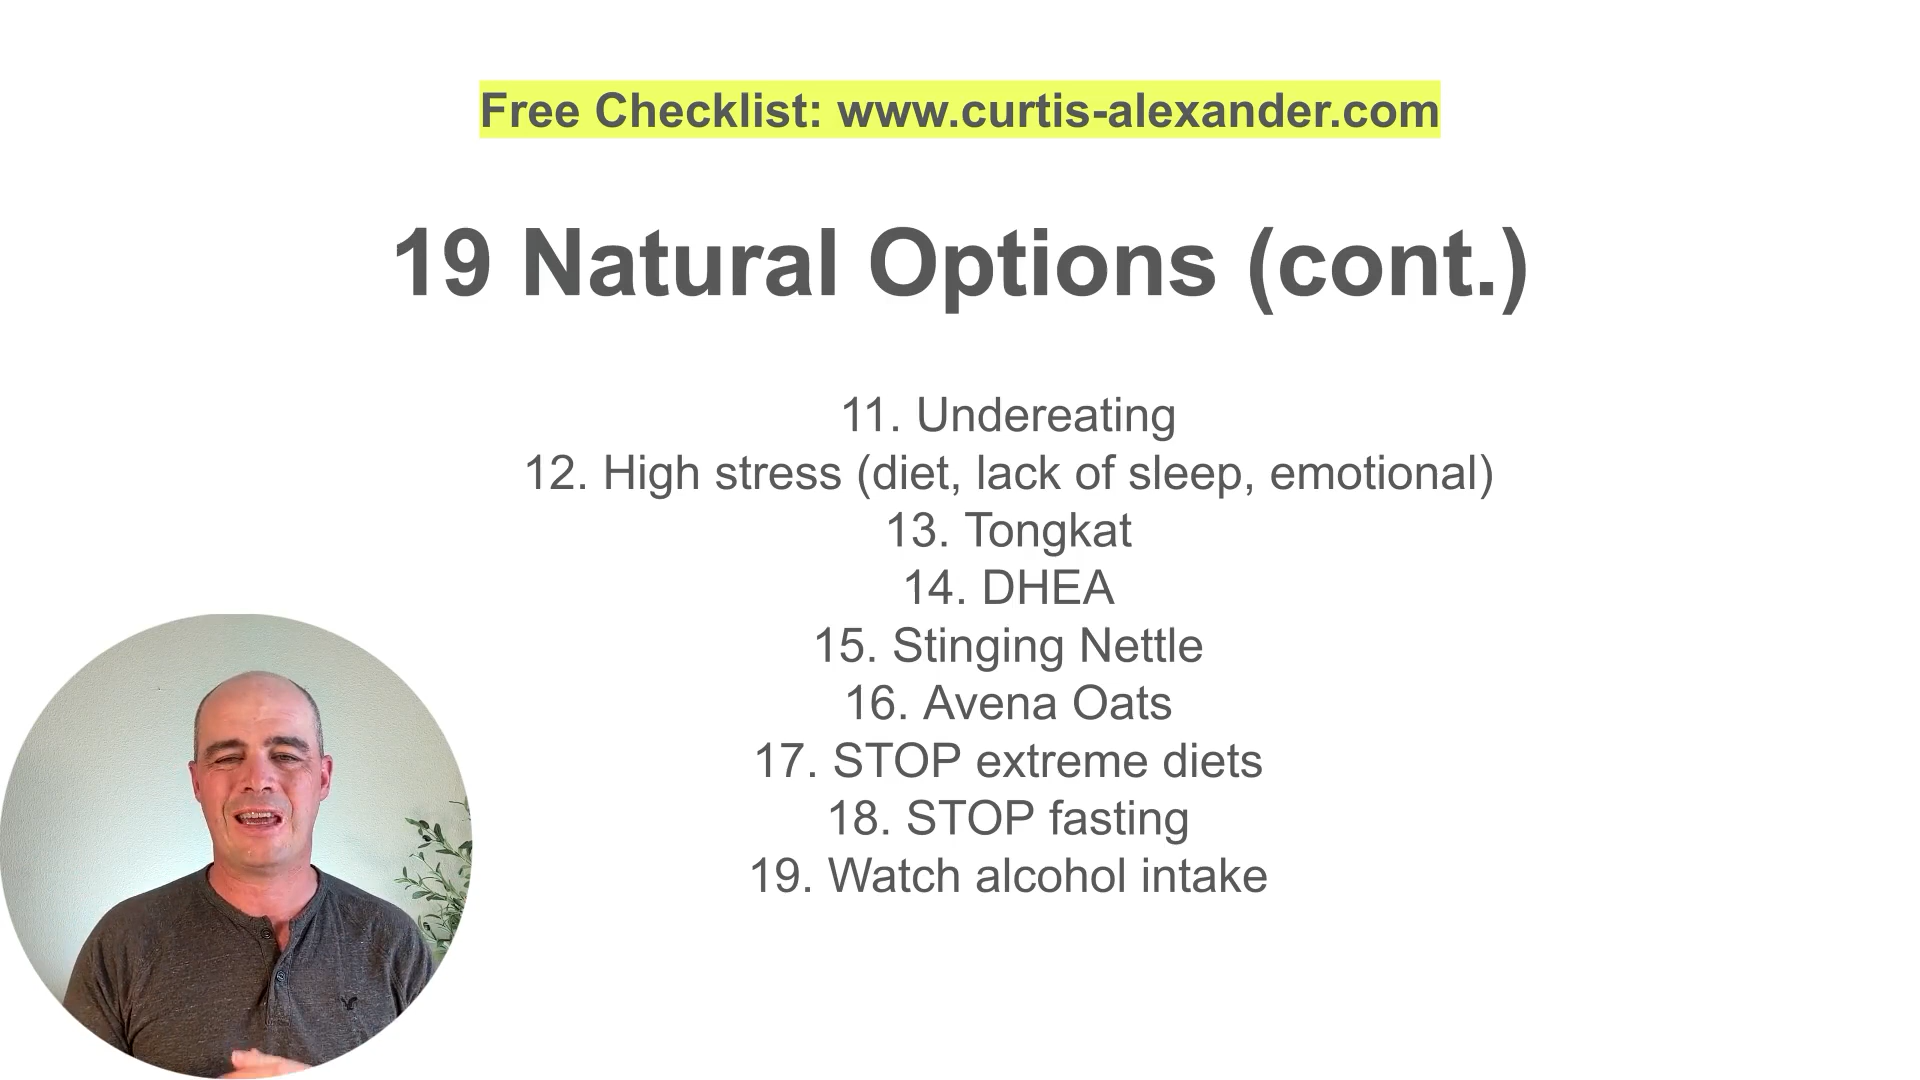 Free Checklist: www.curtis-alexander.com
19 Natural Options (cont.)
11. Undereating
12. High stress (diet, lack of sleep, emotional)
13. Tongkat
14. DHEA
15. Stinging Nettle
16. Avena Oats
17. STOP extreme diets
18. STOP fasting
19. Watch alcohol intake